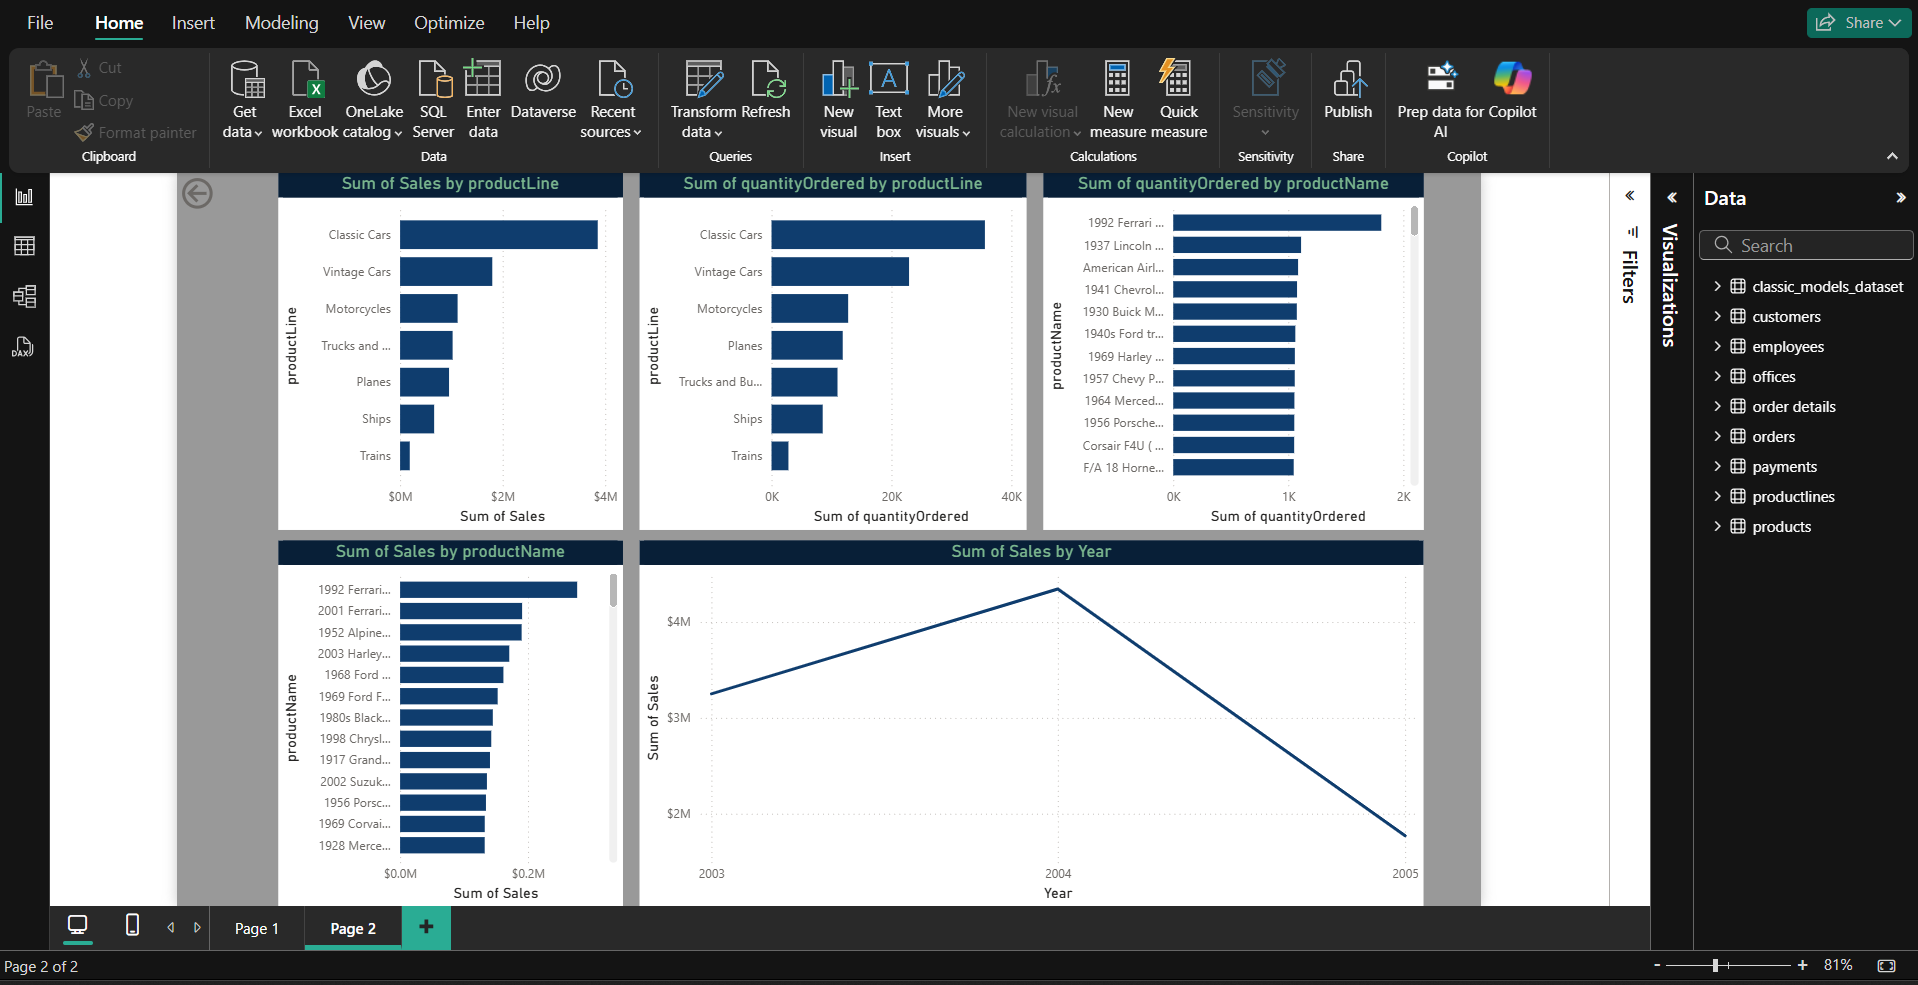 File Home Insert Modeling View Optimize Help
Share
Paste
Cut
Copy
Format painter
Clipboard
Get data
Excel workbook
OneLake catalog
SQL Server
Enter data
Dataverse
Recent sources
Data
Transform data
Refresh
Queries
New visual
Text box
More visuals
Insert
New visual calculation
New measure
Quick measure
Calculations
Sensitivity
Sensitivity
Publish
Share
Prep data for AI
Copilot
Copilot
Sum of Sales by productLine
productLine
Classic Cars
Vintage Cars
Motorcycles
Trucks and ...
Planes
Ships
Trains
$0M $2M $4M
Sum of Sales
Sum of quantityOrdered by productLine
productLine
Classic Cars
Vintage Cars
Motorcycles
Planes
Trucks and Bu...
Ships
Trains
0K 20K 40K
Sum of quantityOrdered
Sum of quantityOrdered by productName
productName
1992 Ferrari ...
1937 Lincoln ...
American Airl...
1941 Chevrol...
1930 Buick M...
1940s Ford tr...
1969 Harley ...
1957 Chevy P...
1964 Merced...
1956 Porsche...
Corsair F4U ( ...
F/A 18 Horne...
0K 1K 2K
Sum of quantityOrdered
Sum of Sales by productName
productName
1992 Ferrari...
2001 Ferrari...
1952 Alpine...
2003 Harley...
1968 Ford ...
1969 Ford F...
1980s Black...
1998 Chrysl...
1917 Grand...
2002 Suzuk...
1956 Porsc...
1969 Corvai...
1928 Merce...
$0.0M $0.2M
Sum of Sales
Sum of Sales by Year
Sum of Sales
$4M
$3M
$2M
2003 2004 2005
Year
Filters
Visualizations
Data
Search
classic_models_dataset
customers
employees
offices
order details
orders
payments
productlines
products
DAX
Page 1 Page 2 +
Page 2 of 2
- + 81%